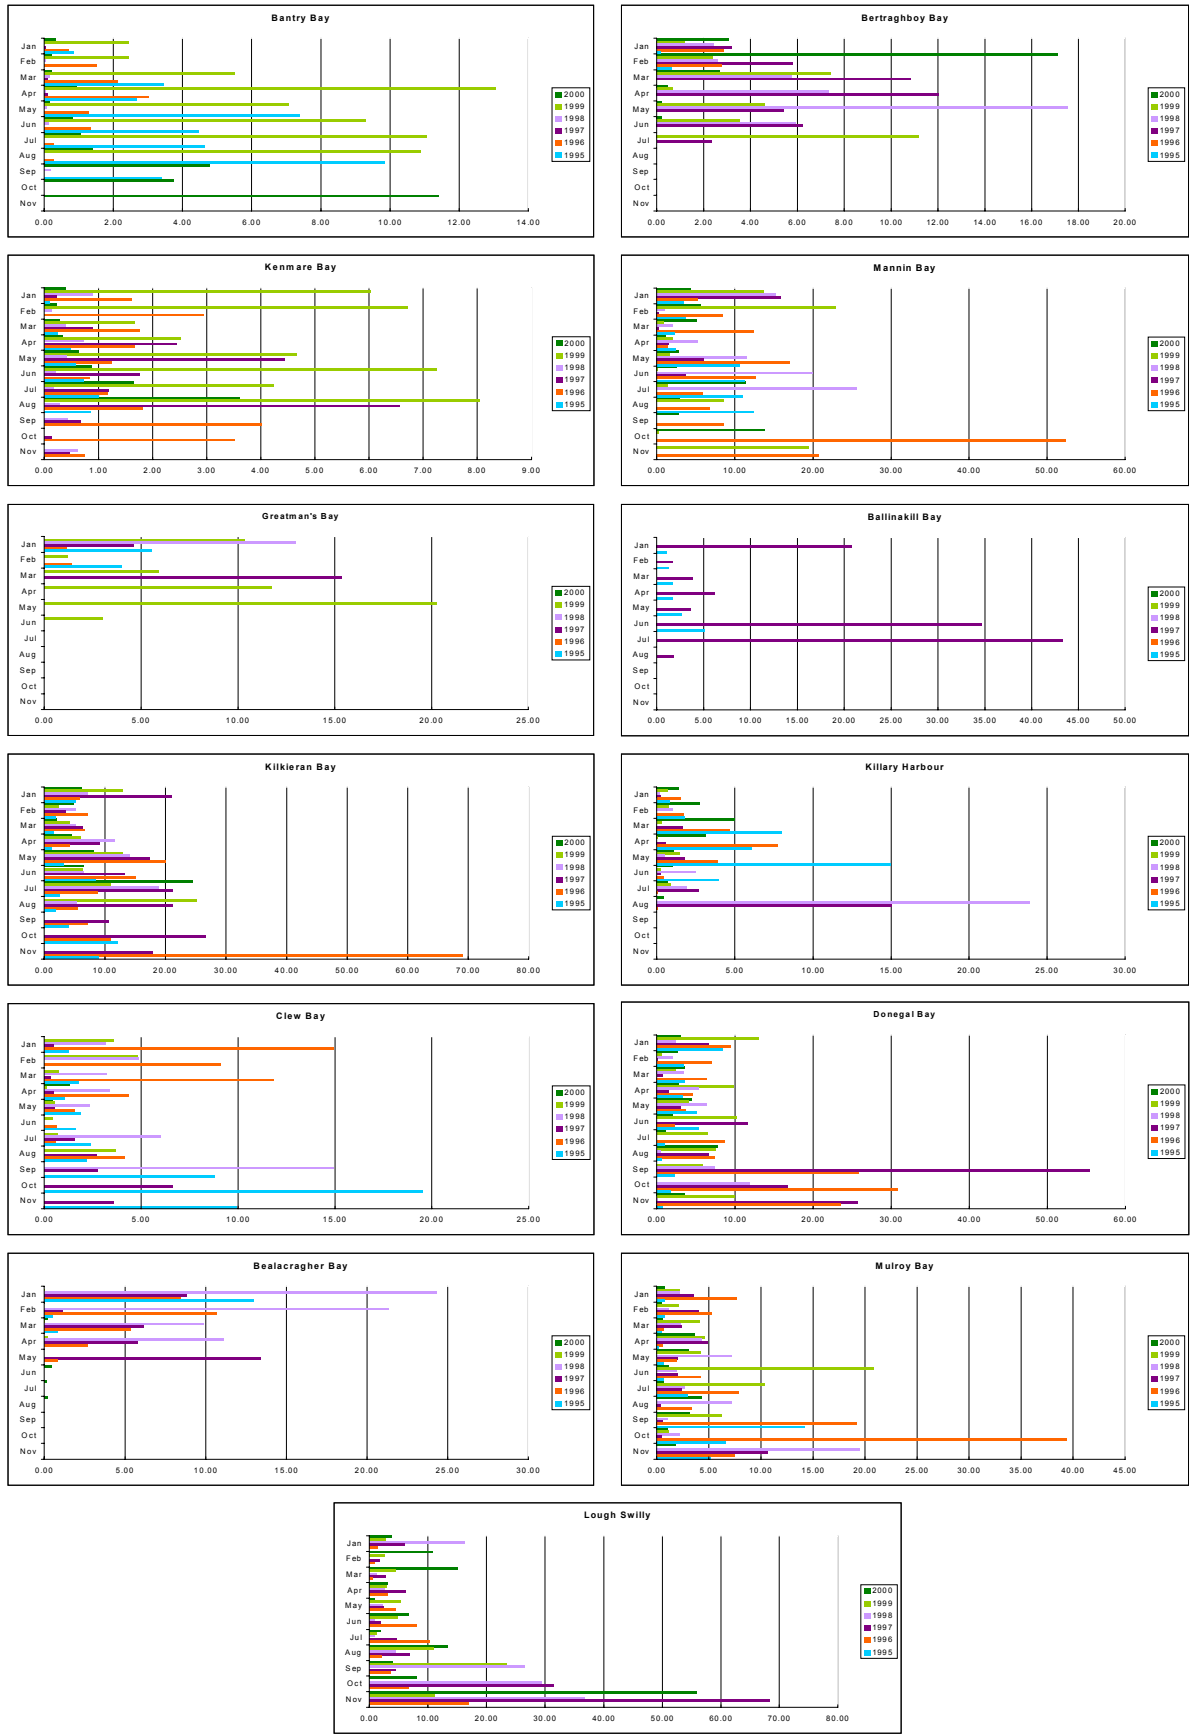 Bantry Bay
Jan
Feb
Mar
Apr
May
Jun
Jul
Aug
Sep
Oct
Nov
0.00 2.00 4.00 6.00 8.00 10.00 12.00 14.00
2000
1999
1998
1997
1996
1995
Bertraghboy Bay
Jan
Feb
Mar
Apr
May
Jun
Jul
Aug
Sep
Oct
Nov
0.00 2.00 4.00 6.00 8.00 10.00 12.00 14.00 16.00 18.00 20.00
2000
1999
1998
1997
1996
1995
Kenmare Bay
Jan
Feb
Mar
Apr
May
Jun
Jul
Aug
Sep
Oct
Nov
0.00 1.00 2.00 3.00 4.00 5.00 6.00 7.00 8.00 9.00
2000
1999
1998
1997
1996
1995
Mannin Bay
Jan
Feb
Mar
Apr
May
Jun
Jul
Aug
Sep
Oct
Nov
0.00 10.00 20.00 30.00 40.00 50.00 60.00
2000
1999
1998
1997
1996
1995
Greatman's Bay
Jan
Feb
Mar
Apr
May
Jun
Jul
Aug
Sep
Oct
Nov
0.00 5.00 10.00 15.00 20.00 25.00
2000
1999
1998
1997
1996
1995
Ballinakill Bay
Jan
Feb
Mar
Apr
May
Jun
Jul
Aug
Sep
Oct
Nov
0.00 5.00 10.00 15.00 20.00 25.00 30.00 35.00 40.00 45.00 50.00
2000
1999
1998
1997
1996
1995
Kilkieran Bay
Jan
Feb
Mar
Apr
May
Jun
Jul
Aug
Sep
Oct
Nov
0.00 10.00 20.00 30.00 40.00 50.00 60.00 70.00 80.00
2000
1999
1998
1997
1996
1995
Killary Harbour
Jan
Feb
Mar
Apr
May
Jun
Jul
Aug
Sep
Oct
Nov
0.00 5.00 10.00 15.00 20.00 25.00 30.00
2000
1999
1998
1997
1996
1995
Clew Bay
Jan
Feb
Mar
Apr
May
Jun
Jul
Aug
Sep
Oct
Nov
0.00 5.00 10.00 15.00 20.00 25.00
2000
1999
1998
1997
1996
1995
Donegal Bay
Jan
Feb
Mar
Apr
May
Jun
Jul
Aug
Sep
Oct
Nov
0.00 10.00 20.00 30.00 40.00 50.00 60.00
2000
1999
1998
1997
1996
1995
Bealacragher Bay
Jan
Feb
Mar
Apr
May
Jun
Jul
Aug
Sep
Oct
Nov
0.00 5.00 10.00 15.00 20.00 25.00 30.00
2000
1999
1998
1997
1996
1995
Mulroy Bay
Jan
Feb
Mar
Apr
May
Jun
Jul
Aug
Sep
Oct
Nov
0.00 5.00 10.00 15.00 20.00 25.00 30.00 35.00 40.00 45.00
2000
1999
1998
1997
1996
1995
Lough Swilly
Jan
Feb
Mar
Apr
May
Jun
Jul
Aug
Sep
Oct
Nov
0.00 10.00 20.00 30.00 40.00 50.00 60.00 70.00 80.00
2000
1999
1998
1997
1996
1995